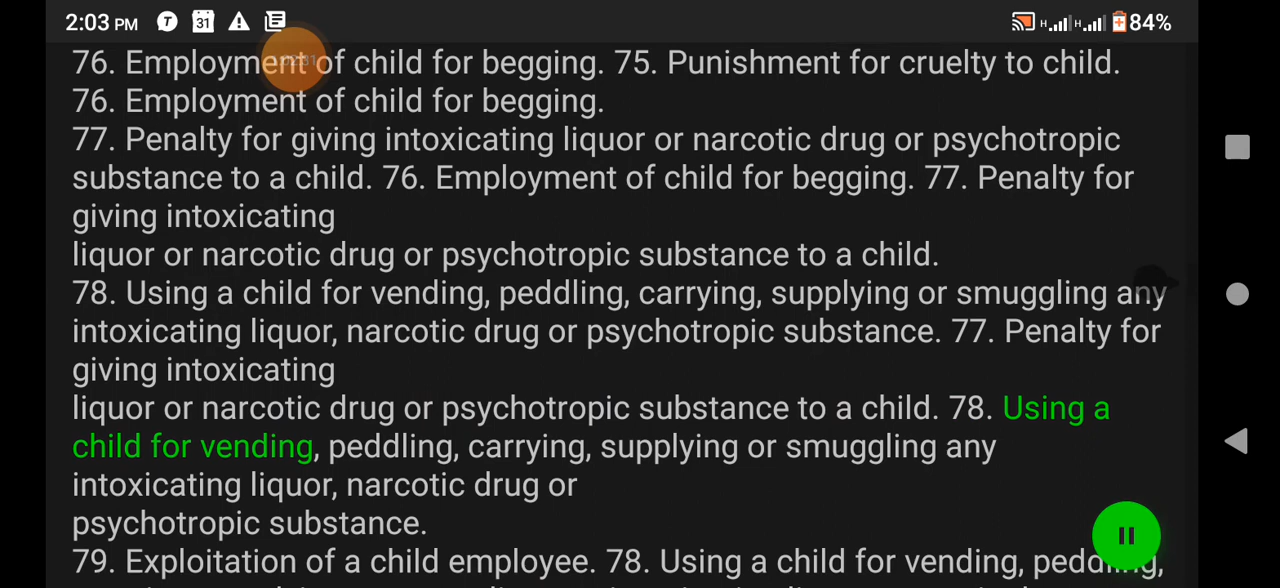 2:03 PM 31 H H 84%
76. Employment of child for begging. 75. Punishment for cruelty to child.
76. Employment of child for begging.
77. Penalty for giving intoxicating liquor or narcotic drug or psychotropic
substance to a child. 76. Employment of child for begging. 77. Penalty for
giving intoxicating
liquor or narcotic drug or psychotropic substance to a child.
78. Using a child for vending, peddling, carrying, supplying or smuggling any
intoxicating liquor, narcotic drug or psychotropic substance. 77. Penalty for
giving intoxicating
liquor or narcotic drug or psychotropic substance to a child. 78. Using a
child for vending, peddling, carrying, supplying or smuggling any
intoxicating liquor, narcotic drug or
psychotropic substance.
79. Exploitation of a child employee. 78. Using a child for vending, peddling,